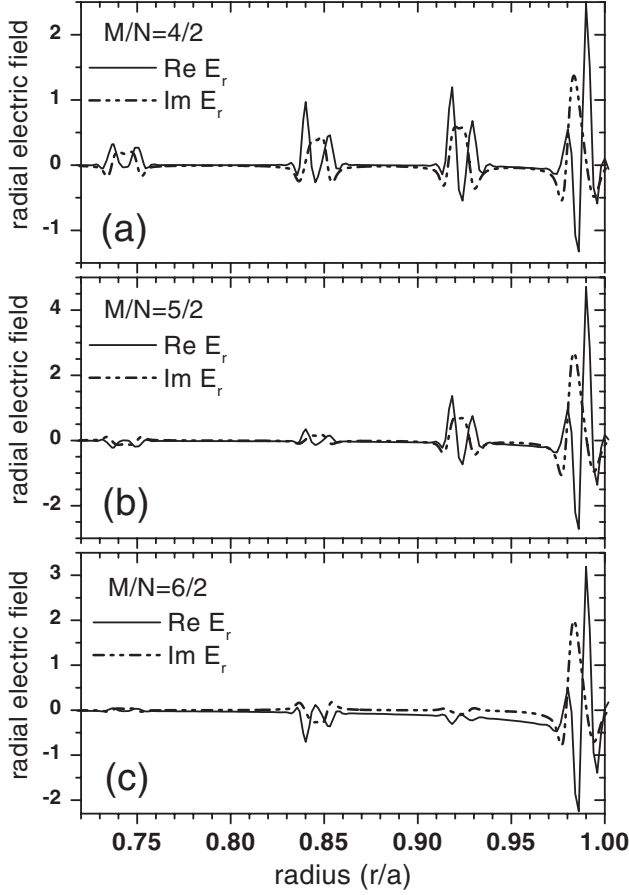 M/N=4/2
Re E_r
Im E_r
radial electric field
2
1
0
-1
(a)
M/N=5/2
Re E_r
Im E_r
radial electric field
4
2
0
-2
(b)
M/N=6/2
Re E_r
Im E_r
radial electric field
3
2
1
0
-1
-2
(c)
0.75 0.80 0.85 0.90 0.95 1.00
radius (r/a)